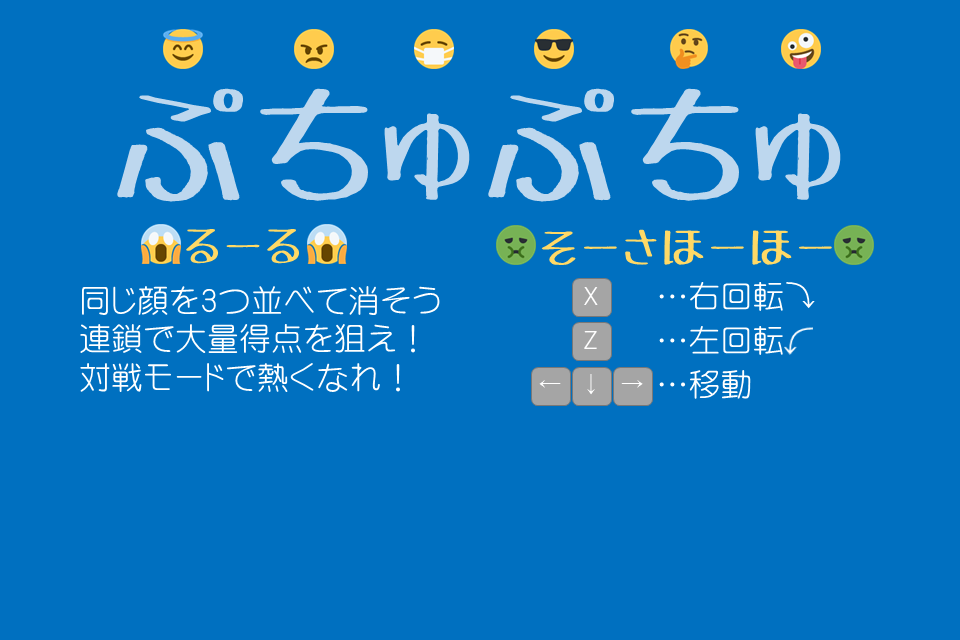 ぷちゅぷちゅ
るーる
同じ顔を3つ並べて消そう
連鎖で大量得点を狙え！
対戦モードで熱くなれ！
そーさほーほー
X …右回転⤵
Z …左回転⤹
← ↓ → …移動